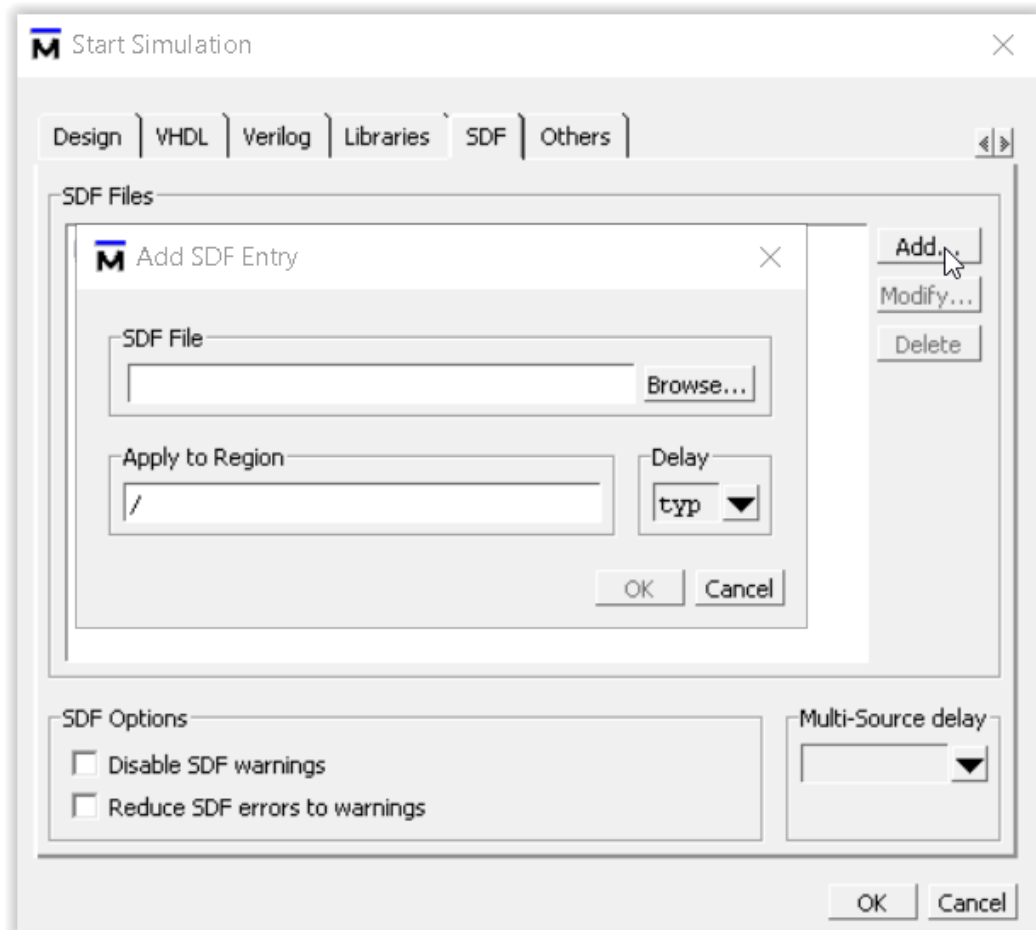 Start Simulation
Design VHDL Verilog Libraries SDF Others
SDF Files
Add...
Modify...
Delete
Add SDF Entry
SDF File
Browse...
Apply to Region
/
Delay
typ
OK Cancel
SDF Options
Disable SDF warnings
Reduce SDF errors to warnings
Multi-Source delay
OK Cancel